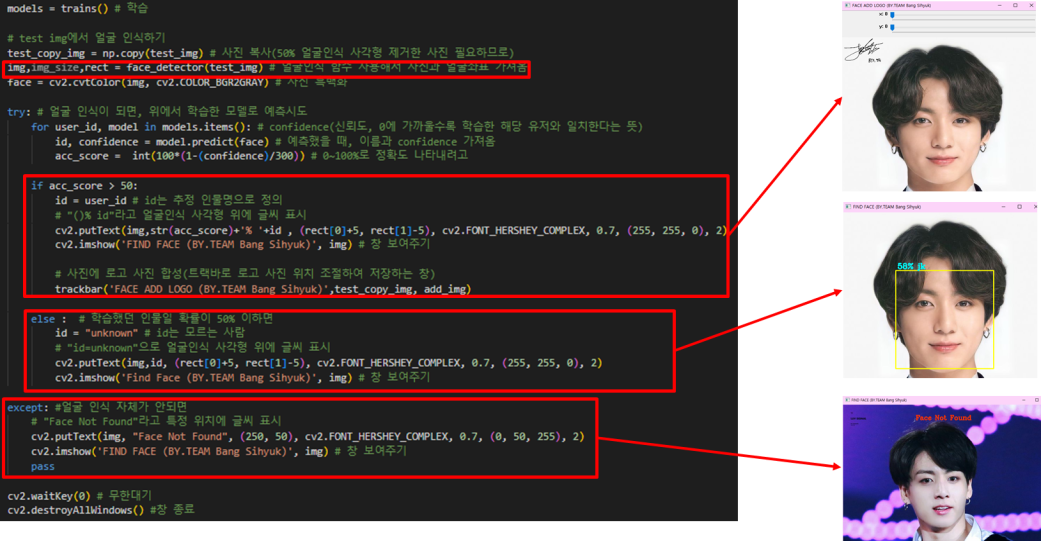 models = trains() # 학습
# test img에서 얼굴 인식하기
test_copy_img = np.copy(test_img) # 사진 복사(50% 얼굴인식 사각형 제거한 사진 필요하므로)
img,img_size,rect = face_detector(test_img) # 얼굴인식 함수 사용해서 사진과 얼굴좌표 가져옴
face = cv2.cvtColor(img, cv2.COLOR_BGR2GRAY) # 사진 흑백화
try: # 얼굴 인식이 되면, 위에서 학습한 모델로 예측시도
for user_id, model in models.items(): # confidence(신뢰도, 0에 가까울수록 학습한 해당 유저와 일치한다는 뜻)
id, confidence = model.predict(face) # 예측했을 때, 이름과 confidence 가져옴
acc_score = int(100*(1-(confidence)/300)) # 0~100%로 정확도 나타내려고
if acc_score > 50:
id = user_id # id는 추정 인물명으로 정의
# "()% id"라고 얼굴인식 사각형 위에 글씨 표시
cv2.putText(img,str(acc_score)+'% '+id , (rect[0]+5, rect[1]-5), cv2.FONT_HERSHEY_COMPLEX, 0.7, (255, 255, 0), 2)
cv2.imshow('FIND FACE (BY.TEAM Bang Sihyuk)', img) # 창 보여주기
# 사진에 로고 사진 합성(트랙바로 로고 사진 위치 조절하여 저장하는 창)
trackbar('FACE ADD LOGO (BY.TEAM Bang Sihyuk)',test_copy_img, add_img)
else : # 학습했던 인물일 확률이 50% 이하면
id = "unknown" # id는 모르는 사람
# "id=unknown"으로 얼굴인식 사각형 위에 글씨 표시
cv2.putText(img,id, (rect[0]+5, rect[1]-5), cv2.FONT_HERSHEY_COMPLEX, 0.7, (255, 255, 0), 2)
cv2.imshow('Find Face (BY.TEAM Bang Sihyuk)', img) # 창 보여주기
except: #얼굴 인식 자체가 안되면
# "Face Not Found"라고 특정 위치에 글씨 표시
cv2.putText(img, "Face Not Found", (250, 50), cv2.FONT_HERSHEY_COMPLEX, 0.7, (0, 50, 255), 2)
cv2.imshow('FIND FACE (BY.TEAM Bang Sihyuk)', img) # 창 보여주기
pass
cv2.waitKey(0) # 무한대기
cv2.destroyAllWindows() #창 종료
FACE ADD LOGO (BY.TEAM Bang Sihyuk)
x: 0
y: 0
FIND FACE (BY.TEAM Bang Sihyuk)
58% jk
FIND FACE (BY.TEAM Bang Sihyuk)
Face Not Found